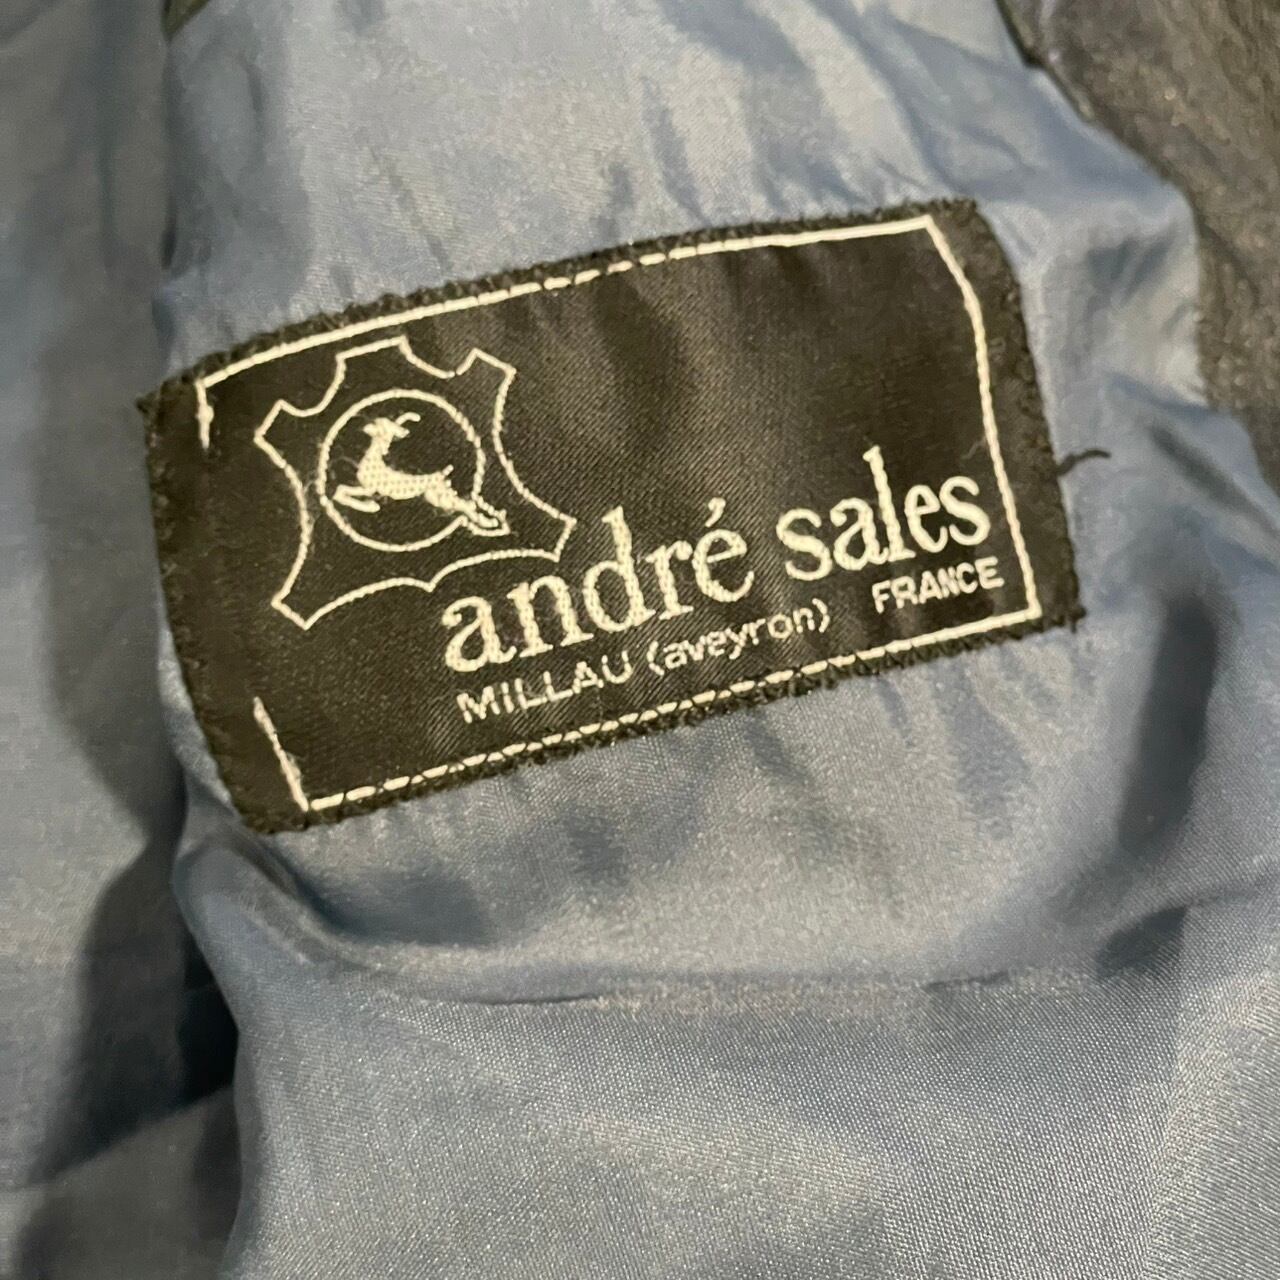 andré sales
MILLAU (aveyron) FRANCE